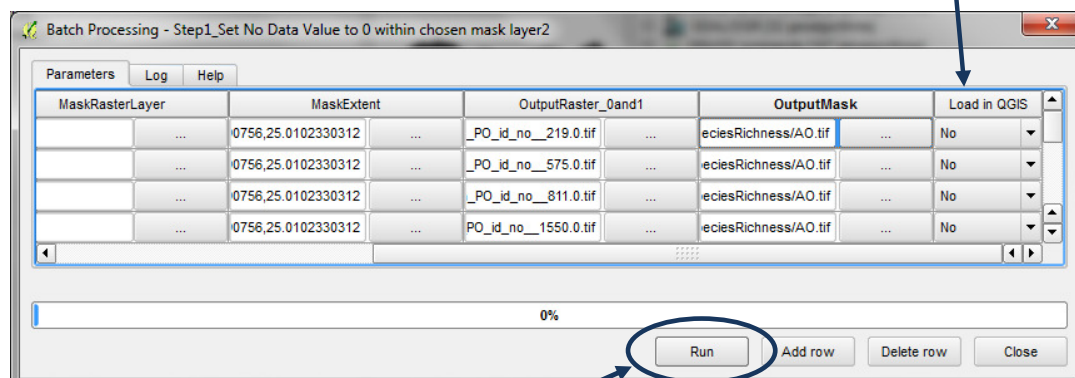 Batch Processing - Step1_Set No Data Value to 0 within chosen mask layer2
Parameters Log Help
MaskRasterLayer MaskExtent OutputRaster_0and1 OutputMask Load in QGIS
... 0756,25.0102330312 ... _PO_id_no__219.0.tif ... eciesRichness/AO.tif ... No
... 0756,25.0102330312 ... _PO_id_no__575.0.tif ... eciesRichness/AO.tif ... No
... 0756,25.0102330312 ... _PO_id_no__811.0.tif ... eciesRichness/AO.tif ... No
... 0756,25.0102330312 ... PO_id_no__1550.0.tif ... eciesRichness/AO.tif ... No
0%
Run Add row Delete row Close